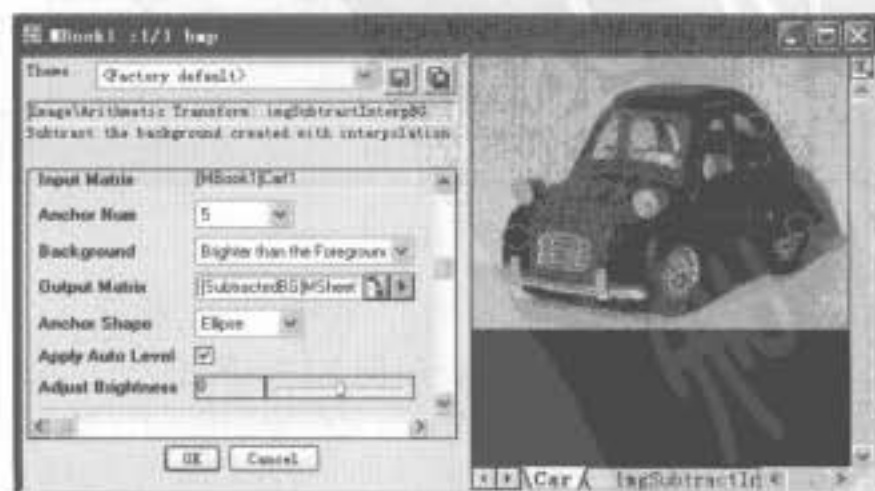 MBook1 :1/1 bmp
Theme <Factory default>
Image\Arithmetic Transform: imgSubtractInterpBG
Subtract the background created with interpolation
Input Matrix [MBook1]Car!1
Anchor Num 5
Background Brighter than the Foreground
Output Matrix [[SubtractedBG]MSheet
Anchor Shape Ellipse
Apply Auto Level
Adjust Brightness 0
OK Cancel
Car imgSubtractIn